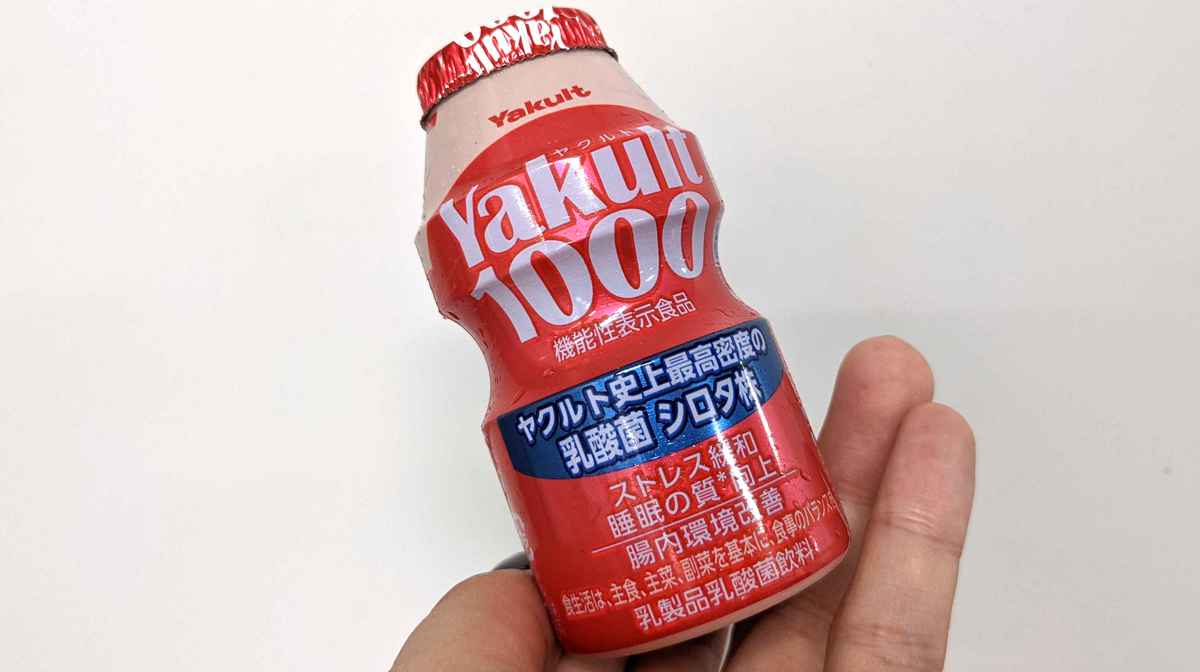 Yakult
Yakult
ヤクルト
Yakult
1000
機能性表示食品
ヤクルト史上最高密度の
乳酸菌 シロタ株
ストレス緩和
睡眠の質*向上
腸内環境改善
食生活は、主食、主菜、副菜を基本に、食事のバランスを
乳製品乳酸菌飲料